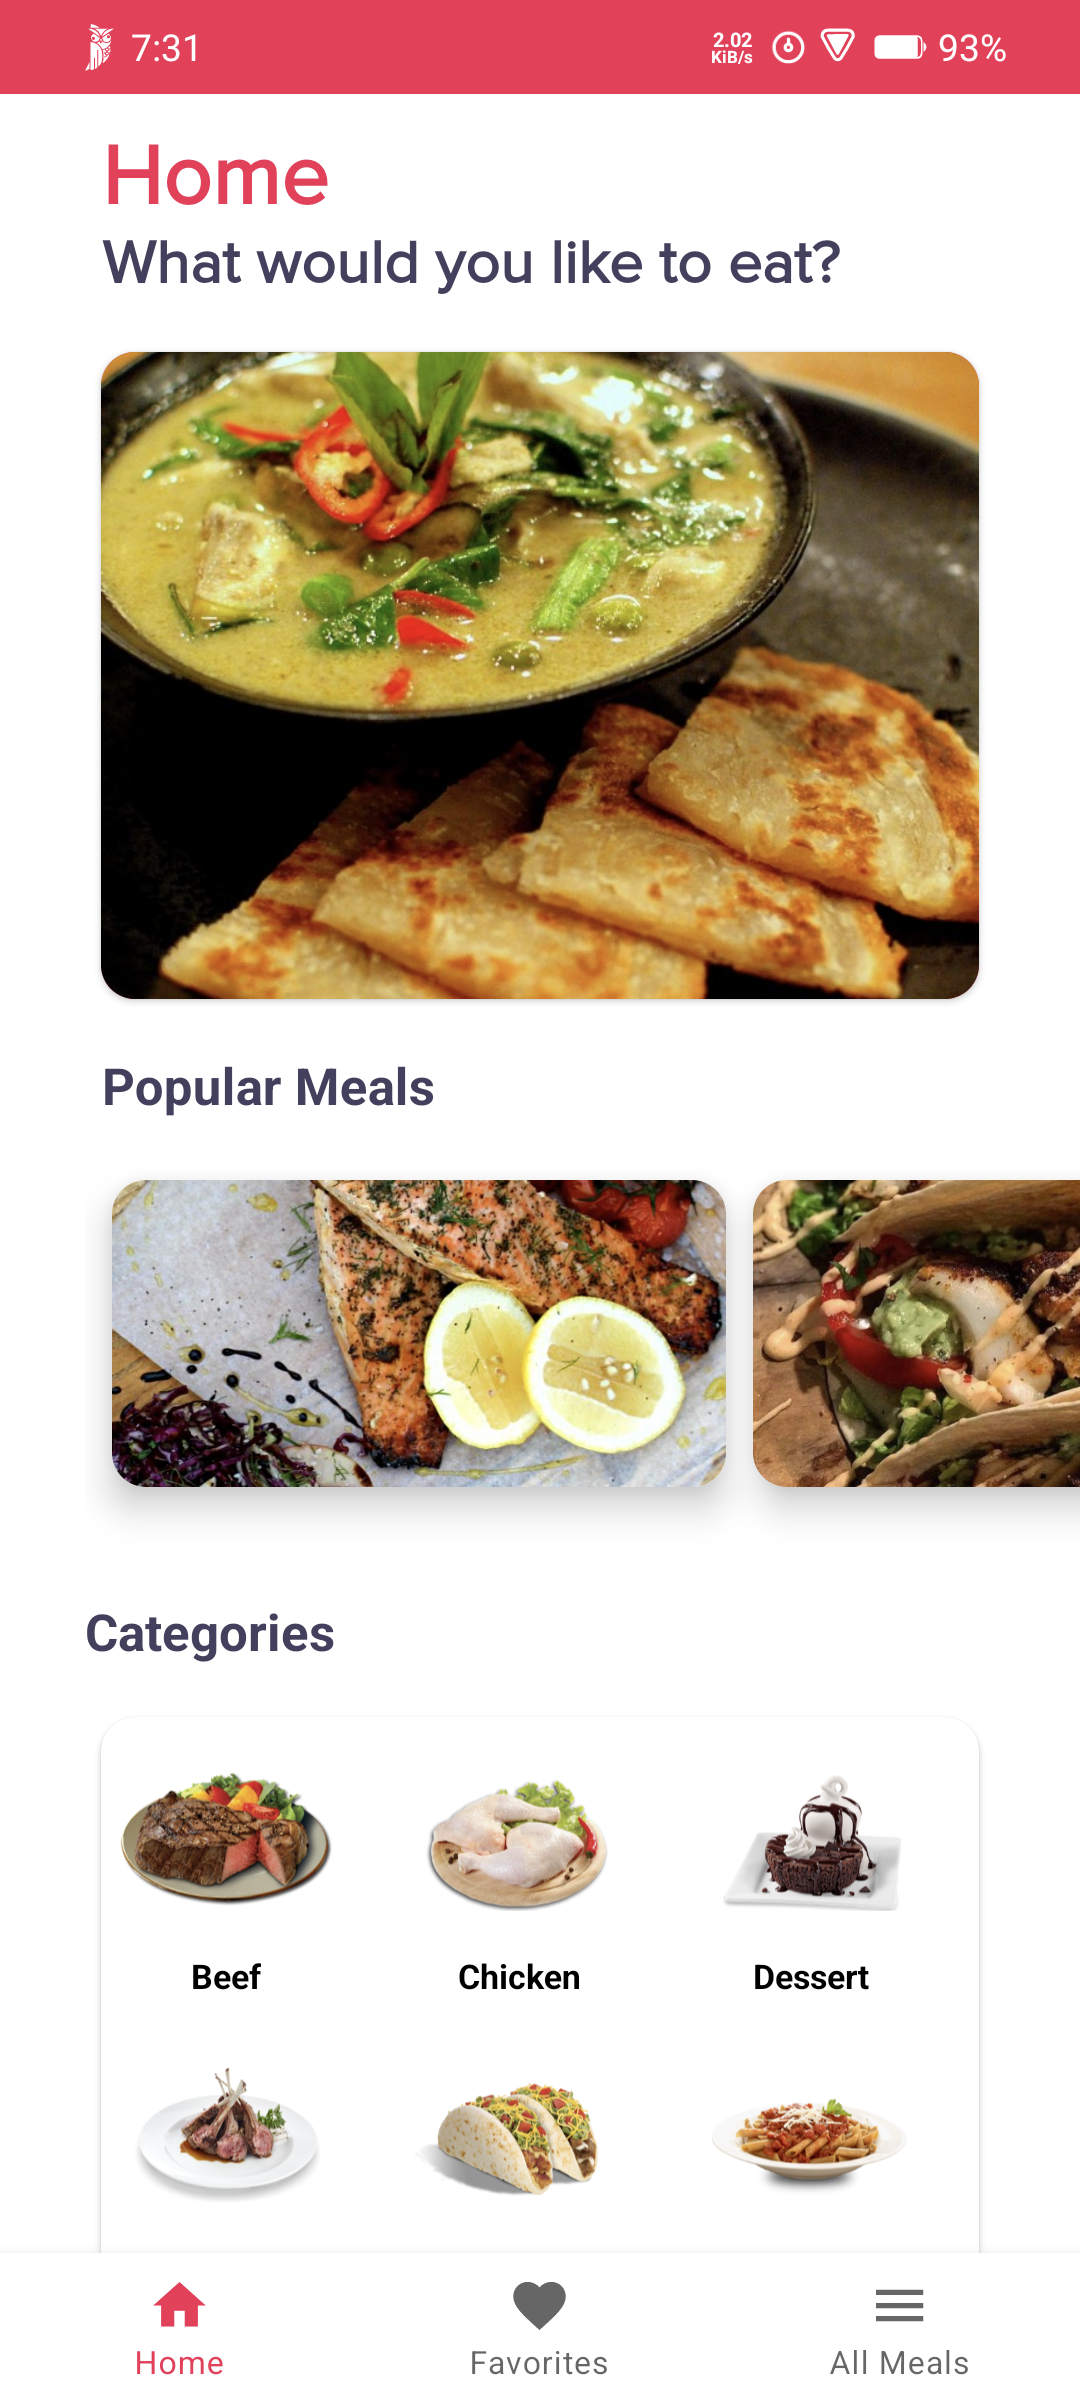 7:31
2.02
KiB/s
93%
Home
What would you like to eat?
Popular Meals
Categories
Beef
Chicken
Dessert
Home
Favorites
All Meals